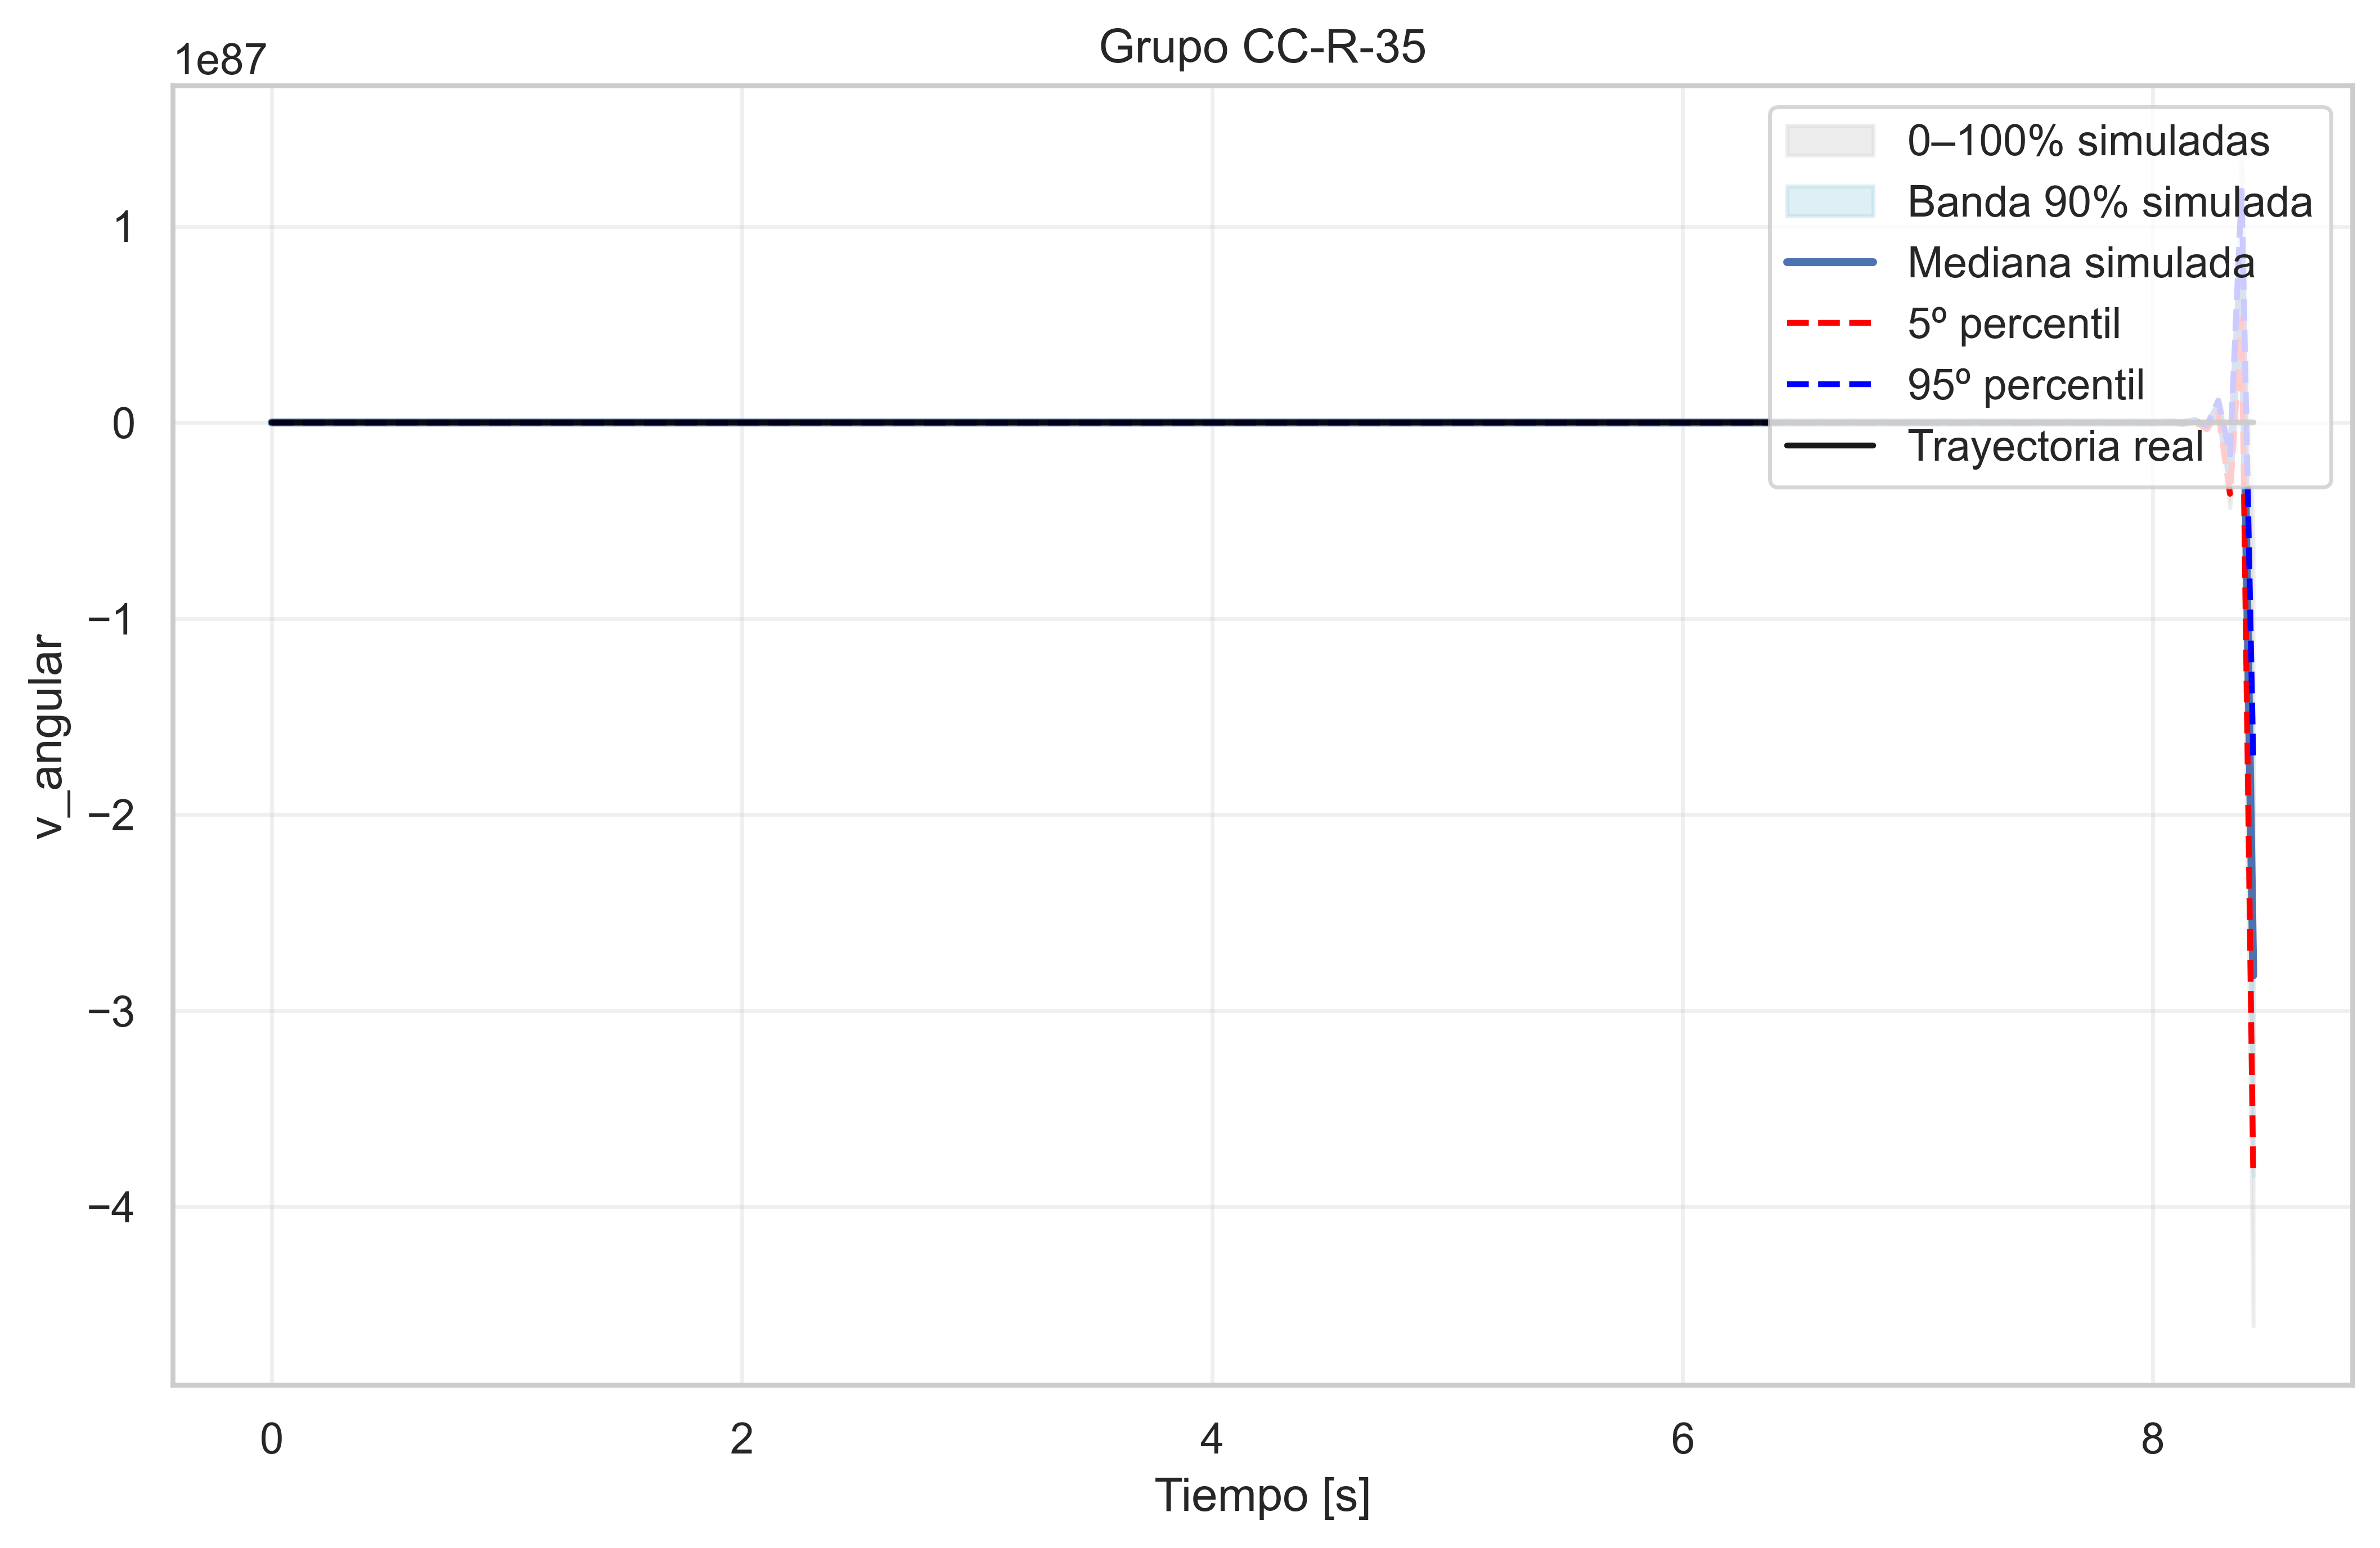 Grupo CC-R-35
1e87
0–100% simuladas
Banda 90% simulada
Mediana simulada
5º percentil
95º percentil
Trayectoria real
1
0
−1
−2
−3
−4
v_angular
0 2 4 6 8
Tiempo [s]